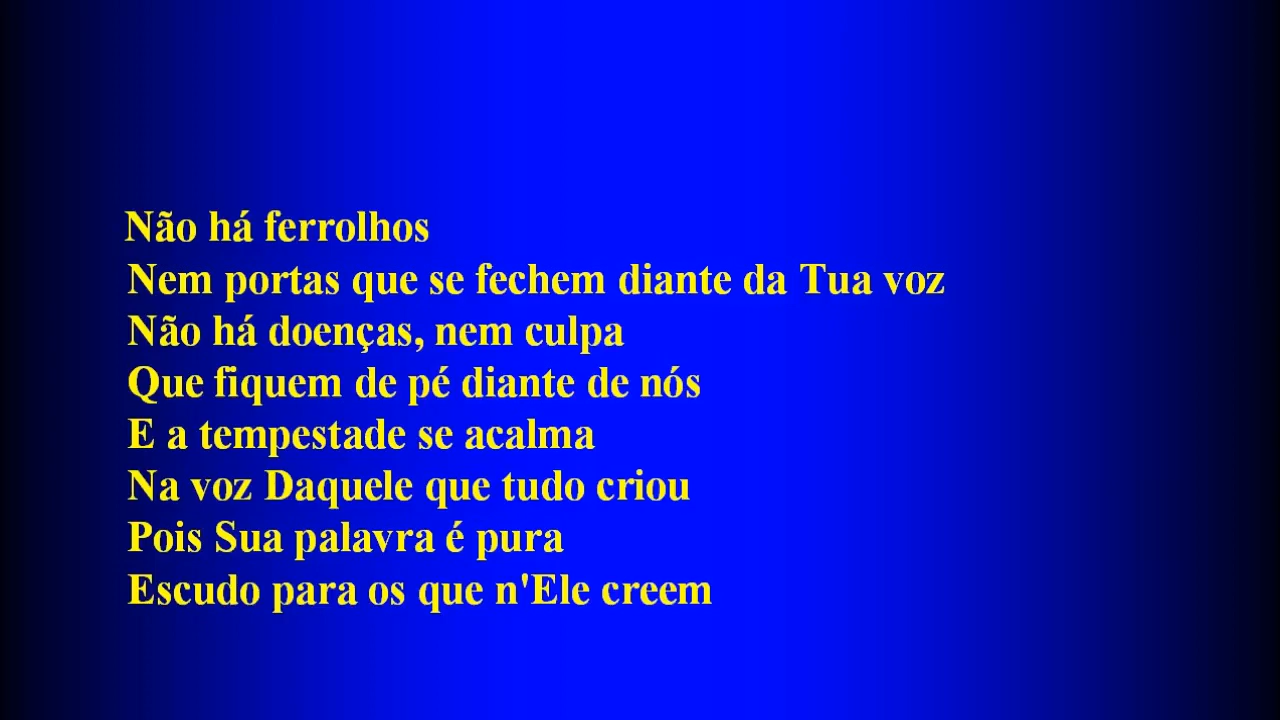 Não há ferrolhos
Nem portas que se fechem diante da Tua voz
Não há doenças, nem culpa
Que fiquem de pé diante de nós
E a tempestade se acalma
Na voz Daquele que tudo criou
Pois Sua palavra é pura
Escudo para os que n'Ele creem